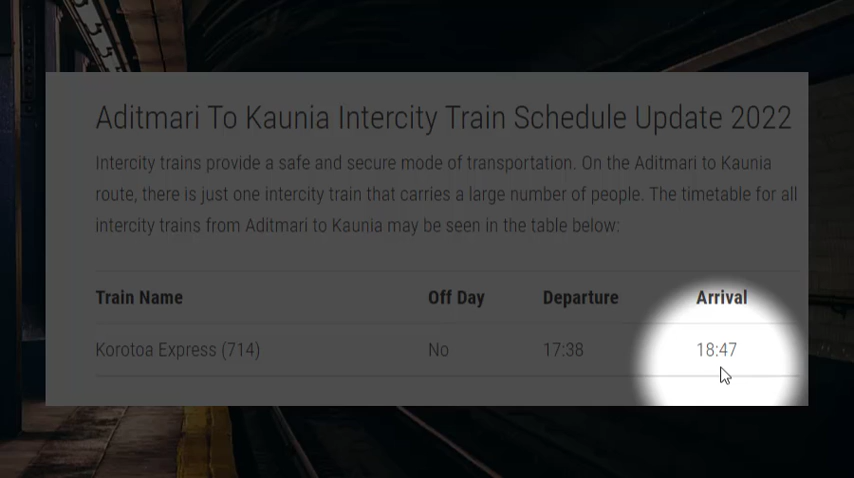 Aditmari To Kaunia Intercity Train Schedule Update 2022
Intercity trains provide a safe and secure mode of transportation. On the Aditmari to Kaunia
route, there is just one intercity train that carries a large number of people. The timetable for all
intercity trains from Aditmari to Kaunia may be seen in the table below:
Train Name Off Day Departure Arrival
Korotoa Express (714) No 17:38 18:47